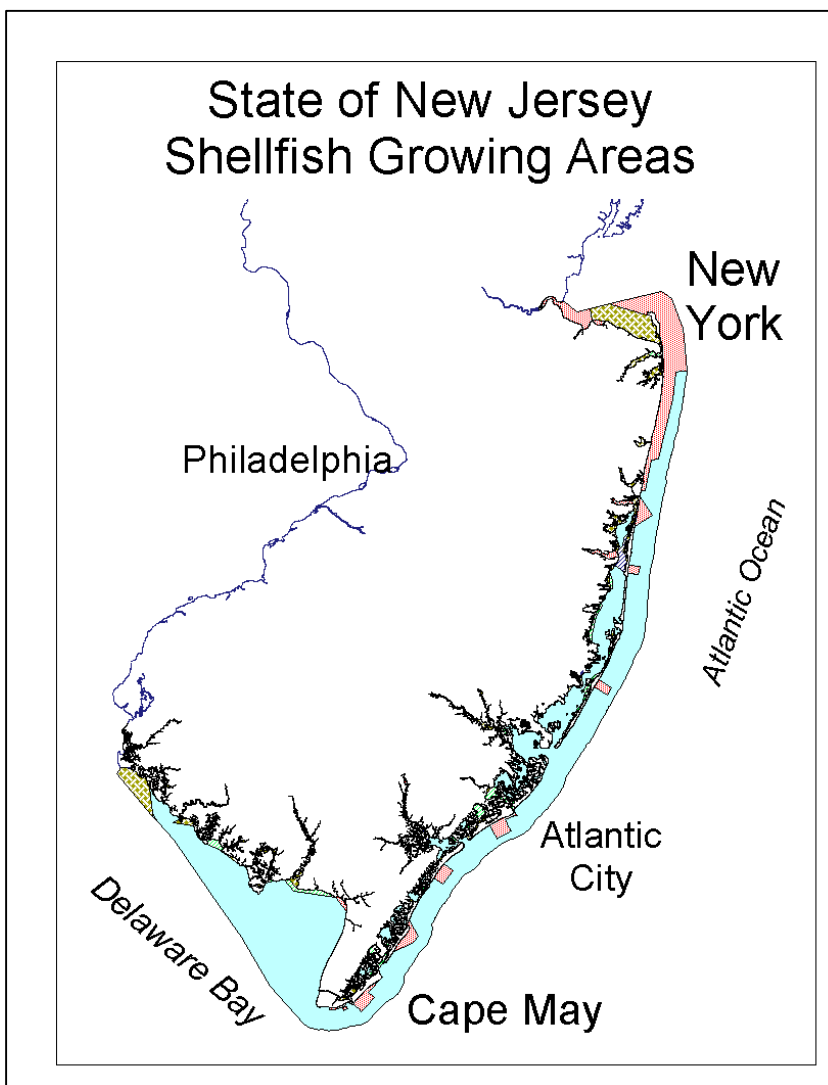 State of New Jersey
Shellfish Growing Areas
New
York
Philadelphia
Atlantic Ocean
Atlantic
City
Delaware Bay
Cape May